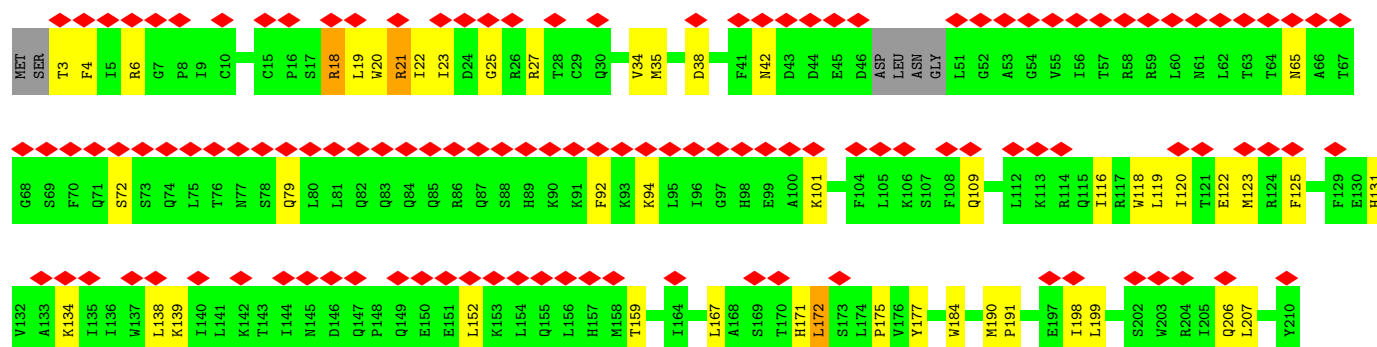 MET SER T3 F4 I5 R6 G7 P8 I9 C10 C15 P16 S17 R18 L19 W20 R21 I22 I23 D24 G25 R26 R27 T28 C29 Q30 V34 M35 D38 F41 N42 D43 D44 E45 D46 ASP LEU ASN GLY L51 G52 A53 G54 V55 I56 T57 R58 R59 L60 N61 L62 T63 T64 N65 A66 T67
G68 S69 F70 Q71 S72 S73 Q74 L75 T76 N77 S78 Q79 L80 L81 Q82 Q83 Q84 Q85 R86 Q87 S88 H89 K90 K91 F92 K93 K94 L95 I96 G97 H98 E99 A100 K101 F104 L105 K106 S107 F108 Q109 L112 K113 R114 Q115 I116 R117 W118 L119 I120 T121 E122 M123 R124 F125 F129 E130 H131
V132 A133 K134 I135 I136 W137 L138 K139 I140 L141 K142 T143 I144 N145 D146 Q147 P148 Q149 E150 E151 L152 K153 L154 Q155 L156 H157 M158 T159 I164 L167 A168 S169 T170 H171 L172 S173 L174 P175 V176 Y177 W184 M190 P191 E197 I198 L199 S202 W203 R204 I205 Q206 L207 Y210